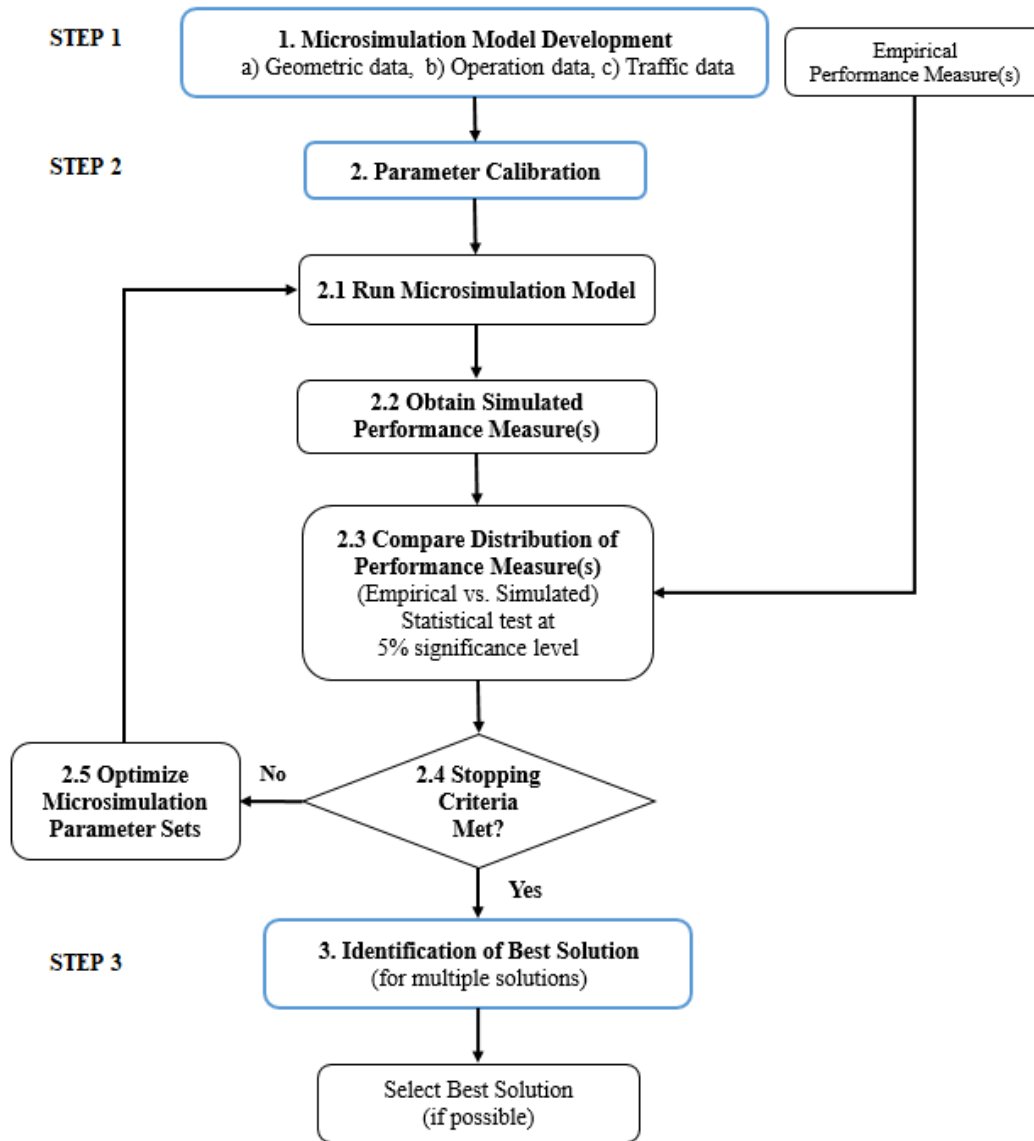 STEP 1
1. Microsimulation Model Development
a) Geometric data, b) Operation data, c) Traffic data
Empirical
Performance Measure(s)
STEP 2
2. Parameter Calibration
2.1 Run Microsimulation Model
2.2 Obtain Simulated
Performance Measure(s)
2.3 Compare Distribution of
Performance Measure(s)
(Empirical vs. Simulated)
Statistical test at
5% significance level
2.4 Stopping
Criteria
Met?
No
2.5 Optimize
Microsimulation
Parameter Sets
Yes
STEP 3
3. Identification of Best Solution
(for multiple solutions)
Select Best Solution
(if possible)